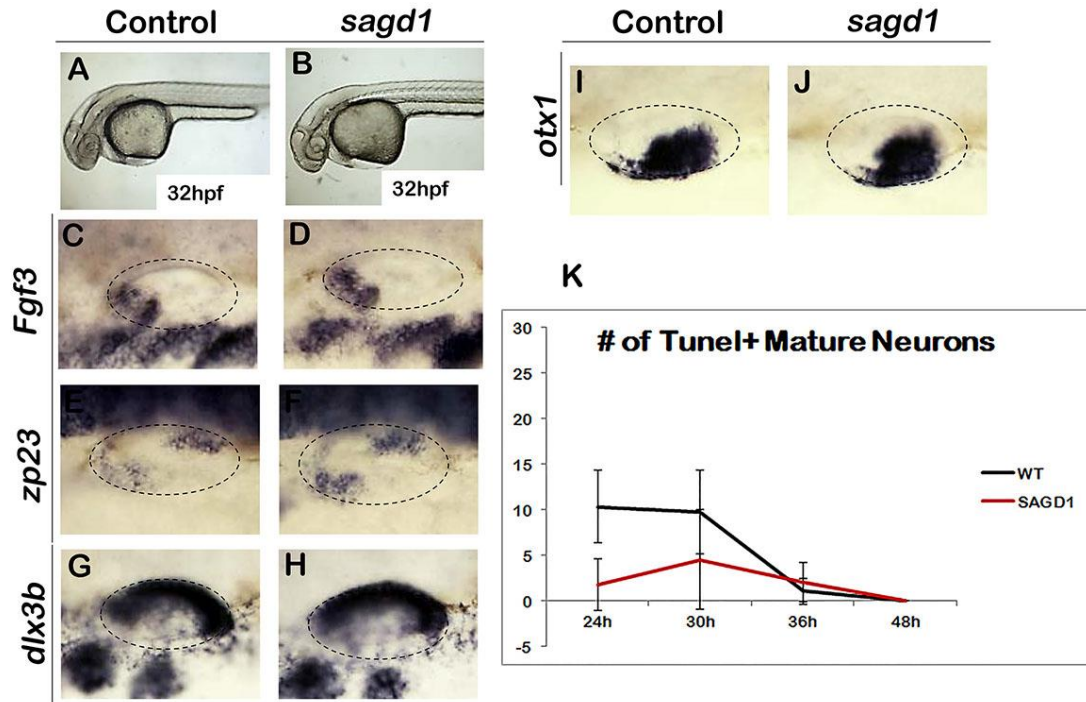 Control sagd1
A B
32hpf 32hpf
Fgf3
C D
zp23
E F
dlx3b
G H
Control sagd1
otx1
I J
K
# of Tunel+ Mature Neurons
30
25
20
15
10
5
0
-5
24h 30h 36h 48h
WT
SAGD1